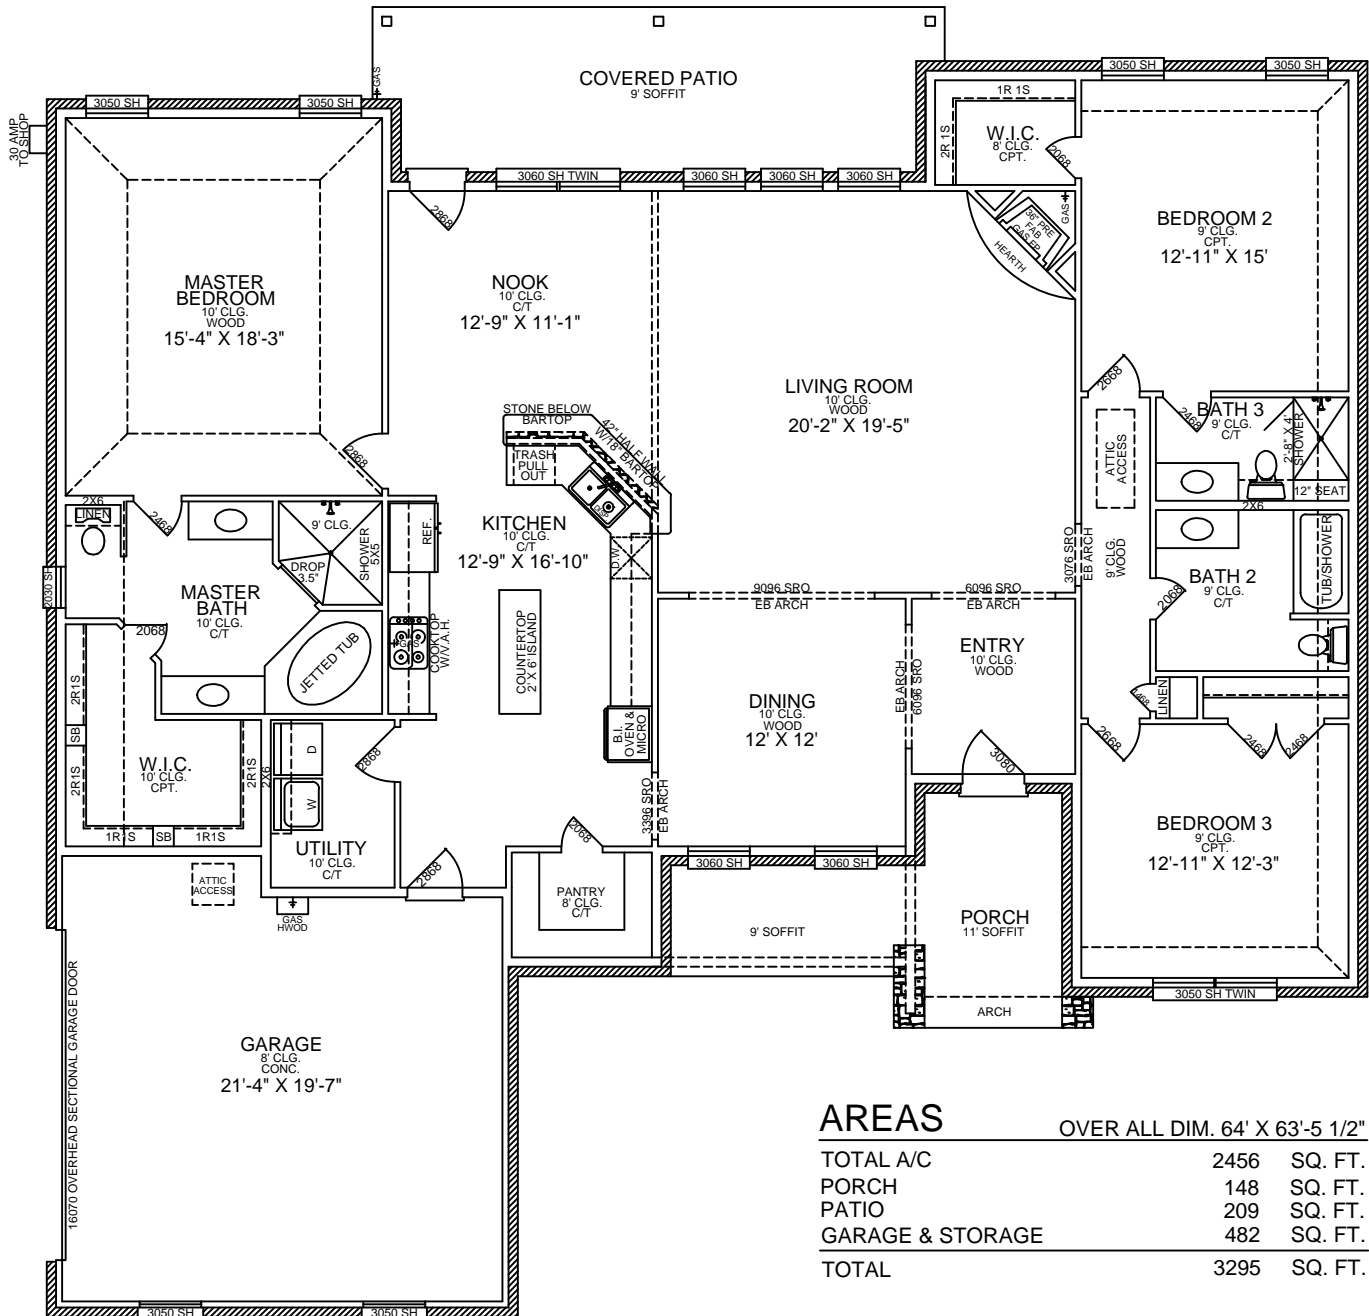 COVERED PATIO
9' SOFFIT
GAS
3050 SH
3050 SH
3050 SH
3050 SH
30 AMP
TO SHOP
1R 1S
2R 1S
W.I.C.
8' CLG.
CPT.
2068
3060 SH TWIN
3060 SH
3060 SH
3060 SH
2868
GAS
36" PRE
FAB
GAS FP.
HEARTH
BEDROOM 2
9' CLG.
CPT.
12'-11" X 15'
MASTER
BEDROOM
10' CLG.
WOOD
15'-4" X 18'-3"
NOOK
10' CLG.
C/T
12'-9" X 11'-1"
LIVING ROOM
10' CLG.
WOOD
20'-2" X 19'-5"
2668
STONE BELOW
BARTOP
42" HALF WALL
W/18" BARTOP
2468
BATH 3
9' CLG.
C/T
2'-8" X 4'
SHOWER
ATTIC
ACCESS
2868
TRASH
PULL
OUT
DISP
12" SEAT
2X6
2X6
LINEN
2468
9' CLG.
SHOWER
5X5
DROP
3.5"
REF.
KITCHEN
10' CLG.
C/T
12'-9" X 16'-10"
D.W.
3076 SRO
EB ARCH
9' CLG.
WOOD
BATH 2
9' CLG.
C/T
TUB/SHOWER
2068
2030 SH
MASTER
BATH
10' CLG.
C/T
2068
JETTED TUB
COOKTOP
W/V.A.H.
COUNTERTOP
2' X 6' ISLAND
9096 SRO
EB ARCH
6096 SRO
EB ARCH
ENTRY
10' CLG.
WOOD
EB ARCH
6096 SRO
1468
LINEN
2R1S
SB
2R1S
W.I.C.
10' CLG.
CPT.
2R1S
2X6
1R1S
SB
1R1S
D
W
2868
B.I.
OVEN &
MICRO
DINING
10' CLG.
WOOD
12' X 12'
3080
2668
2468
2468
3396 SRO
EB ARCH
UTILITY
10' CLG.
C/T
2068
2868
3060 SH
3060 SH
BEDROOM 3
9' CLG.
CPT.
12'-11" X 12'-3"
ATTIC
ACCESS
GAS
HWOD
PANTRY
8' CLG.
C/T
9' SOFFIT
PORCH
11' SOFFIT
3050 SH TWIN
ARCH
16070 OVERHEAD SECTIONAL GARAGE DOOR
GARAGE
8' CLG.
CONC.
21'-4" X 19'-7"
3050 SH
3050 SH
AREAS OVER ALL DIM. 64' X 63'-5 1/2"
TOTAL A/C 2456 SQ. FT.
PORCH 148 SQ. FT.
PATIO 209 SQ. FT.
GARAGE & STORAGE 482 SQ. FT.
TOTAL 3295 SQ. FT.